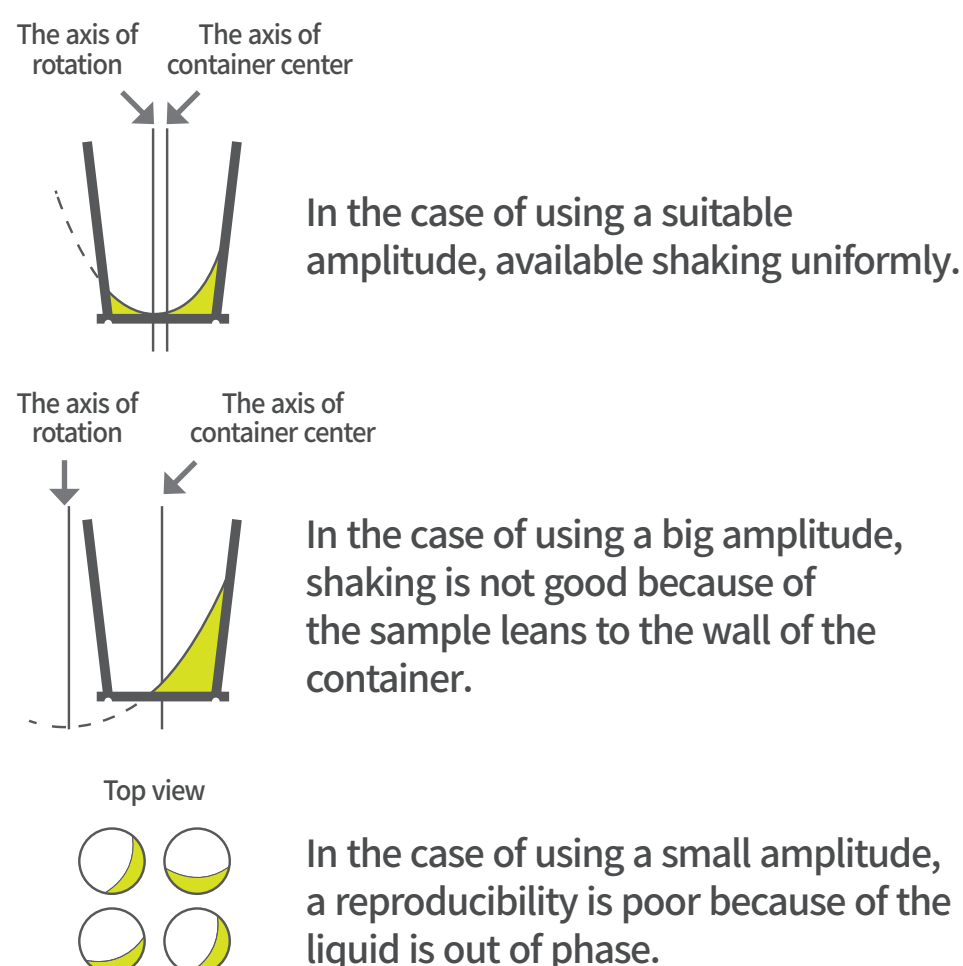 The axis of rotation
The axis of container center
In the case of using a suitable
amplitude, available shaking uniformly.
The axis of rotation
The axis of container center
In the case of using a big amplitude,
shaking is not good because of
the sample leans to the wall of the
container.
Top view
In the case of using a small amplitude,
a reproducibility is poor because of the
liquid is out of phase.